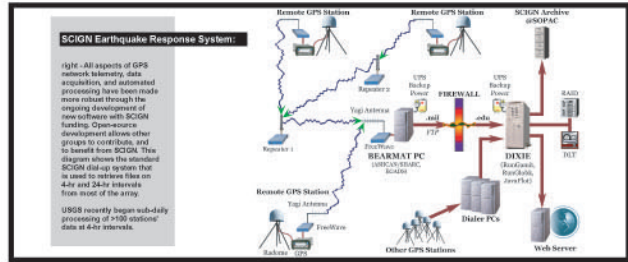 SCIGN Earthquake Response System:
right - All aspects of GPS
network telemetry, data
acquisition, and automated
processing have been made
more robust through the
ongoing development of
new software with SCIGN
funding. Open-source
development allows other
groups to contribute, and
to benefit from SCIGN. This
diagram shows the standard
SCIGN dial-up system that
is used to retrieve files on
4-hr and 24-hr intervals
from most of the array.
USGS recently began sub-daily
processing of >100 stations'
data at 4-hr intervals.
Remote GPS Station
Remote GPS Station
Repeater 2
Repeater 1
Yagi Antenna
FreeWave
Remote GPS Station
Yagi Antenna
FreeWave
Radome
GPS
UPS
Backup
Power
BEARMAT PC
FIREWALL
.mil
.edu
FTP
UPS
Backup
Power
SCIGN Archive
@SOPAC
RAID
DLT
DIXIE
(RunGamit,
RunGlobk,
JavaPlot)
Dialer PCs
Other GPS Stations
Web Server